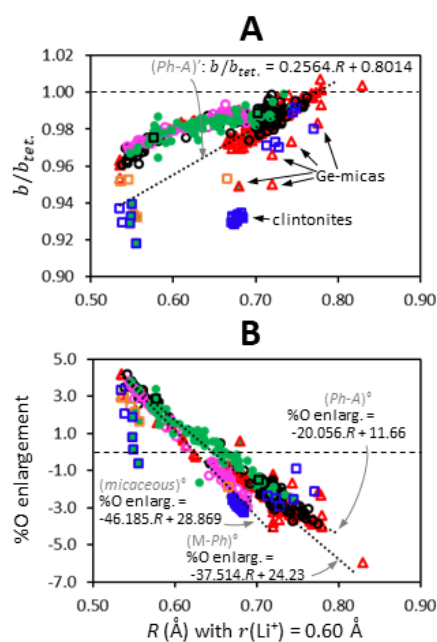 A
1.02
(Ph-A)′: b/b_tet. = 0.2564.R + 0.8014
1.00
0.98
0.96
0.94
0.92
0.90
b/b_tet.
Ge-micas
clintonites
0.50 0.60 0.70 0.80 0.90
B
5.0
3.0
1.0
-1.0
-3.0
-5.0
-7.0
%O enlargement
(Ph-A)°
%O enlarg. =
-20.056.R + 11.66
(micaceous)°
%O enlarg. =
-46.185.R + 28.869
(M-Ph)°
%O enlarg. =
-37.514.R + 24.23
0.50 0.60 0.70 0.80 0.90
R (Å) with r(Li⁺) = 0.60 Å